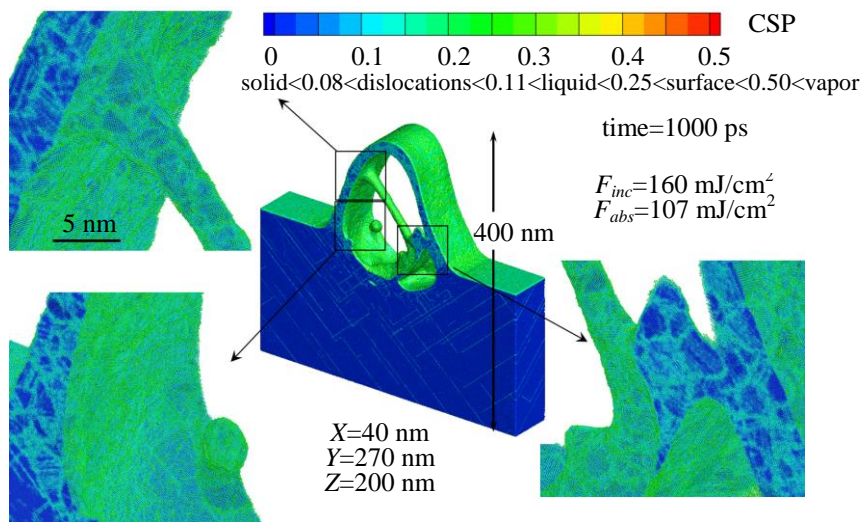 CSP
0 0.1 0.2 0.3 0.4 0.5
solid<0.08<dislocations<0.11<liquid<0.25<surface<0.50<vapor
time=1000 ps
F_inc=160 mJ/cm²
F_abs=107 mJ/cm²
400 nm
5 nm
X=40 nm
Y=270 nm
Z=200 nm